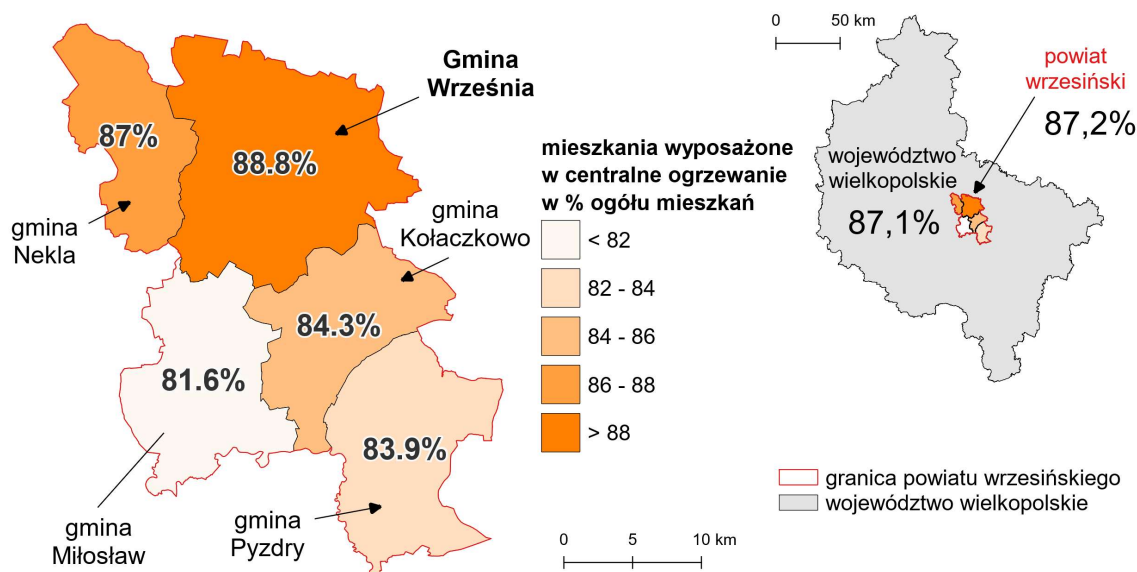 Gmina
Września
87%
88.8%
gmina
Nekla
gmina
Kołaczkowo
84.3%
81.6%
83.9%
gmina
Miłosław
gmina
Pyzdry
mieszkania wyposażone
w centralne ogrzewanie
w % ogółu mieszkań
< 82
82 - 84
84 - 86
86 - 88
> 88
0 5 10 km
0 50 km
powiat
wrzesiński
87,2%
województwo
wielkopolskie
87,1%
granica powiatu wrzesińskiego
województwo wielkopolskie